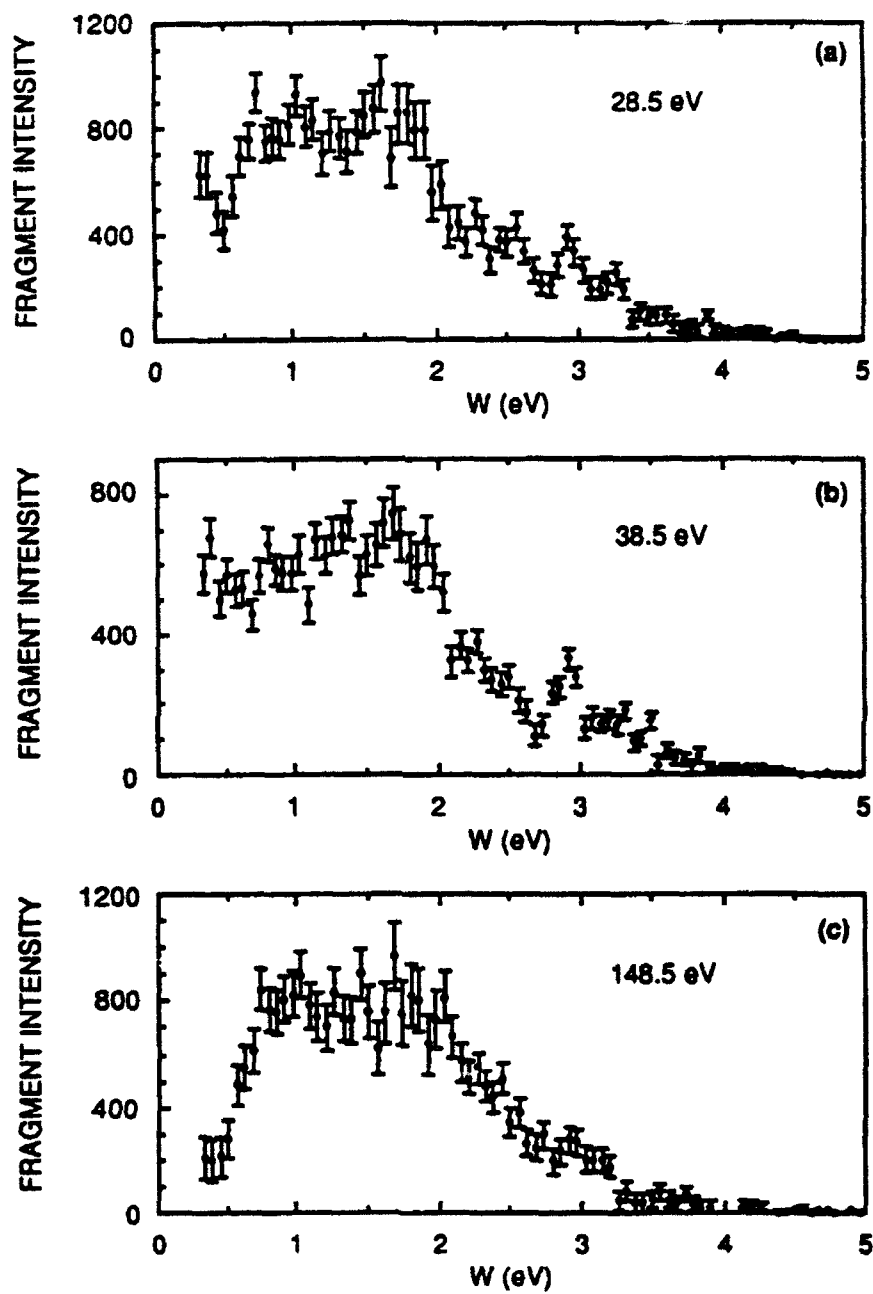 1200
(a)
28.5 eV
800
400
0
FRAGMENT INTENSITY
0 1 2 3 4 5
W (eV)
(b)
800
38.5 eV
400
0
FRAGMENT INTENSITY
0 1 2 3 4 5
W (eV)
1200
(c)
148.5 eV
800
400
0
FRAGMENT INTENSITY
0 1 2 3 4 5
W (eV)